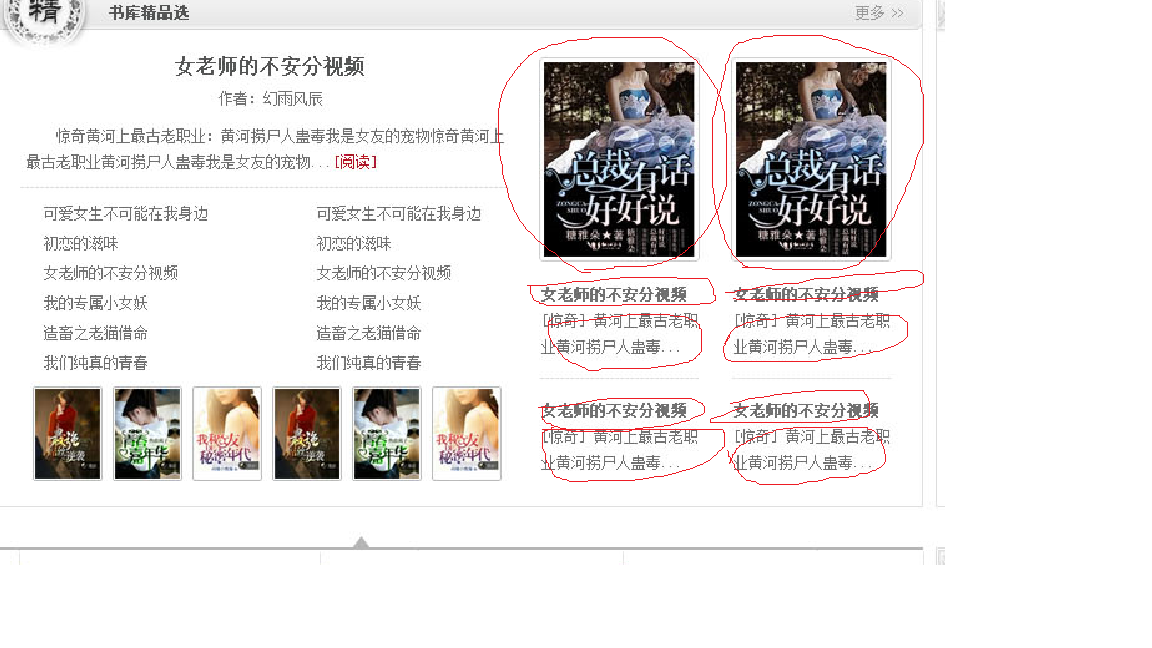 精
书库精品选
更多 >>
女老师的不安分视频
作者：幻雨风辰
惊奇黄河上最古老职业：黄河捞尸人蛊毒我是女友的宠物惊奇黄河上
最古老职业黄河捞尸人蛊毒我是女友的宠物...[阅读]
可爱女生不可能在我身边
初恋的滋味
女老师的不安分视频
我的专属小女妖
造畜之老猫借命
我们纯真的青春
可爱女生不可能在我身边
初恋的滋味
女老师的不安分视频
我的专属小女妖
造畜之老猫借命
我们纯真的青春
总裁有话
好好说
ZONGCAI
SHUO
糖雅朵★著
总裁有话
好好说
ZONGCAI
SHUO
糖雅朵★著
女老师的不安分视频
[惊奇] 黄河上最古老职
业黄河捞尸人蛊毒...
女老师的不安分视频
[惊奇] 黄河上最古老职
业黄河捞尸人蛊毒...
女老师的不安分视频
[惊奇] 黄河上最古老职
业黄河捞尸人蛊毒...
女老师的不安分视频
[惊奇] 黄河上最古老职
业黄河捞尸人蛊毒...